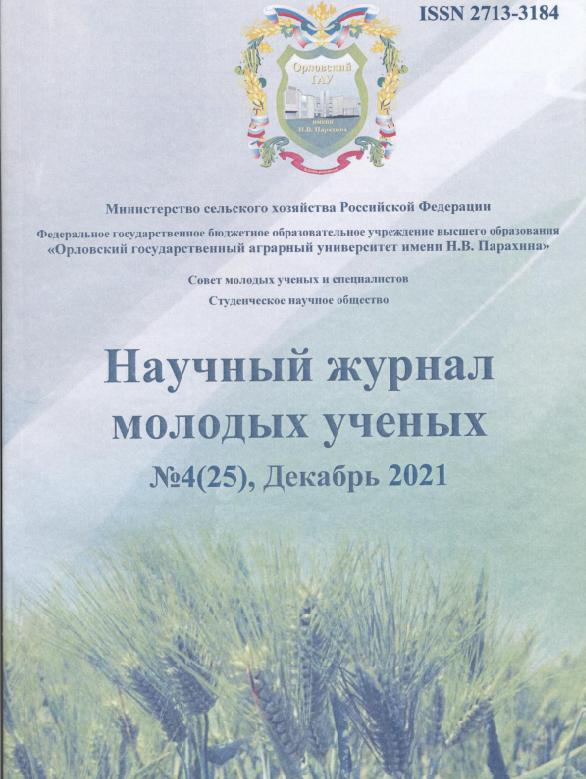 ISSN 2713-3184
Орловский
ГАУ
имени
Н.В. Парахина
Министерство сельского хозяйства Российской Федерации
Федеральное государственное бюджетное образовательное учреждение высшего образования
«Орловский государственный аграрный университет имени Н.В. Парахина»
Совет молодых ученых и специалистов
Студенческое научное общество
Научный журнал
молодых ученых
№4(25), Декабрь 2021